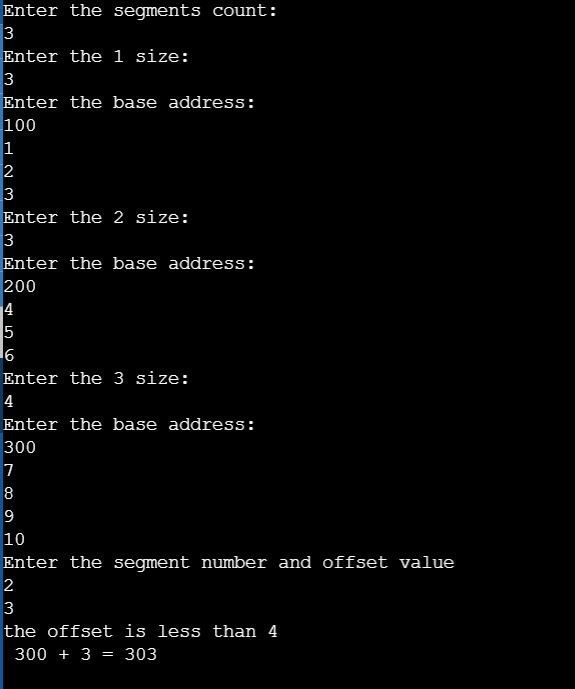 Enter the segments count:
3
Enter the 1 size:
3
Enter the base address:
100
1
2
3
Enter the 2 size:
3
Enter the base address:
200
4
5
6
Enter the 3 size:
4
Enter the base address:
300
7
8
9
10
Enter the segment number and offset value
2
3
the offset is less than 4
300 + 3 = 303